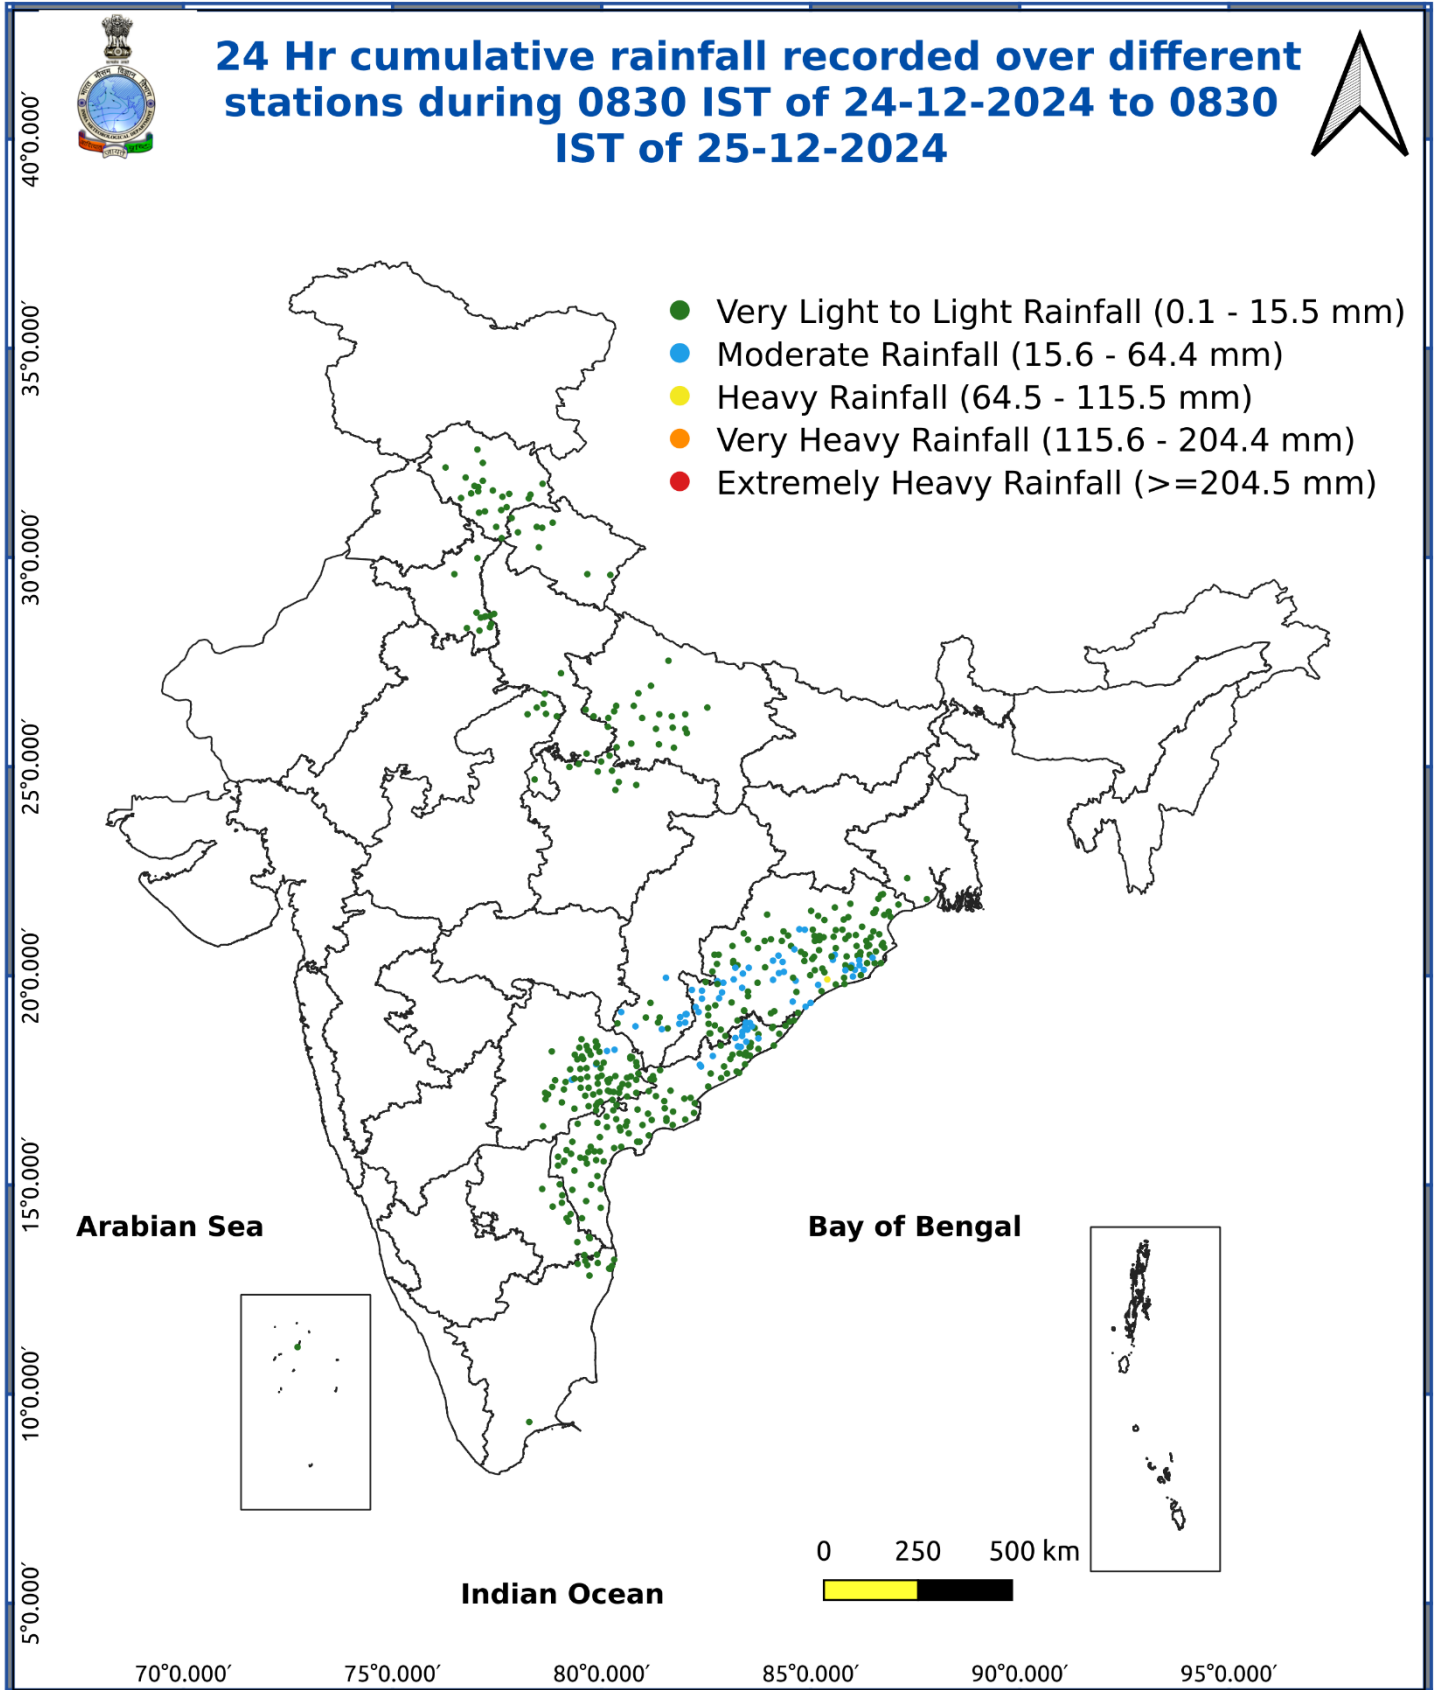 24 Hr cumulative rainfall recorded over different
stations during 0830 IST of 24-12-2024 to 0830
IST of 25-12-2024
Very Light to Light Rainfall (0.1 - 15.5 mm)
Moderate Rainfall (15.6 - 64.4 mm)
Heavy Rainfall (64.5 - 115.5 mm)
Very Heavy Rainfall (115.6 - 204.4 mm)
Extremely Heavy Rainfall (>=204.5 mm)
40°0.000′
35°0.000′
30°0.000′
25°0.000′
20°0.000′
15°0.000′
10°0.000′
5°0.000′
Arabian Sea
Bay of Bengal
Indian Ocean
0 250 500 km
70°0.000′ 75°0.000′ 80°0.000′ 85°0.000′ 90°0.000′ 95°0.000′